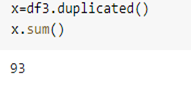 x=df3.duplicated()
x.sum()
93